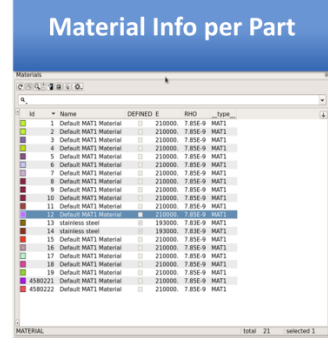 Material Info per Part
Materials
Id Name DEFINED E RHO __type__
1 Default MAT1 Material 210000. 7.85E-9 MAT1
2 Default MAT1 Material 210000. 7.85E-9 MAT1
3 Default MAT1 Material 210000. 7.85E-9 MAT1
4 Default MAT1 Material 210000. 7.85E-9 MAT1
5 Default MAT1 Material 210000. 7.85E-9 MAT1
6 Default MAT1 Material 210000. 7.85E-9 MAT1
7 Default MAT1 Material 210000. 7.85E-9 MAT1
8 Default MAT1 Material 210000. 7.85E-9 MAT1
9 Default MAT1 Material 210000. 7.85E-9 MAT1
10 Default MAT1 Material 210000. 7.85E-9 MAT1
11 Default MAT1 Material 210000. 7.85E-9 MAT1
12 Default MAT1 Material 210000. 7.85E-9 MAT1
13 stainless steel 193000. 7.85E-9 MAT1
14 stainless steel 193000. 7.83E-9 MAT1
15 Default MAT1 Material 210000. 7.85E-9 MAT1
16 Default MAT1 Material 210000. 7.85E-9 MAT1
17 Default MAT1 Material 210000. 7.85E-9 MAT1
18 Default MAT1 Material 210000. 7.85E-9 MAT1
19 Default MAT1 Material 210000. 7.85E-9 MAT1
4580221 Default MAT1 Material 210000. 7.85E-9 MAT1
4580222 Default MAT1 Material 210000. 7.85E-9 MAT1
MATERIAL total 21 selected 1